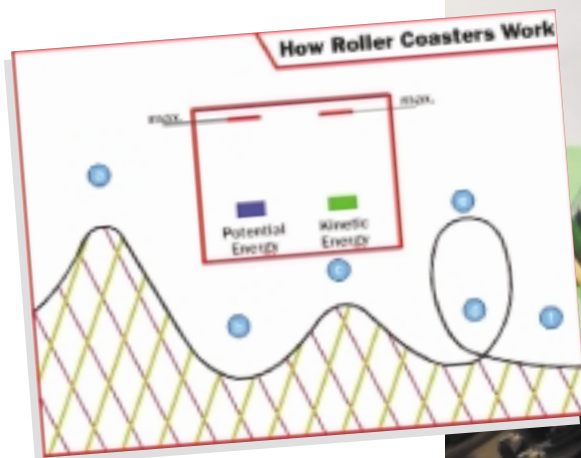 How Roller Coasters Work
max.
max.
Potential
Energy
Kinetic
Energy
a
b
c
d
f